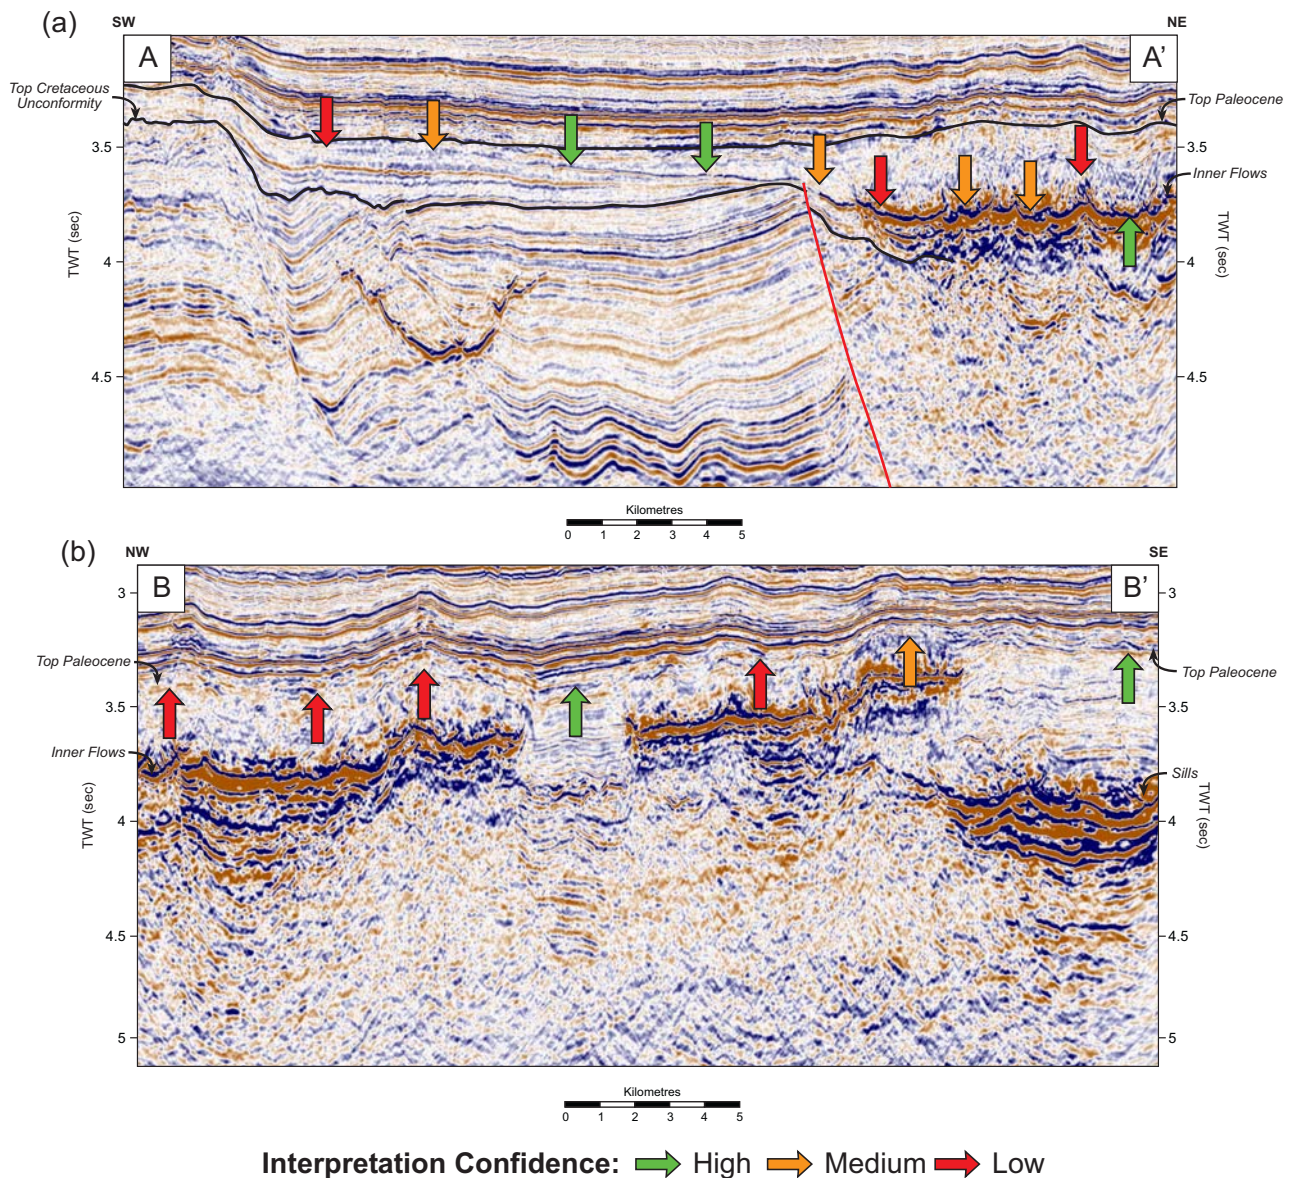 (a)
SW
NE
A
A'
Top Cretaceous
Unconformity
Top Paleocene
Inner Flows
3.5
4
4.5
TWT (sec)
3.5
4
4.5
TWT (sec)
Kilometres
0 1 2 3 4 5
(b)
NW
SE
B
B'
Top Paleocene
Inner Flows
Top Paleocene
Sills
3
3.5
4
4.5
5
TWT (sec)
3
3.5
4
4.5
5
TWT (sec)
Kilometres
0 1 2 3 4 5
Interpretation Confidence: High Medium Low